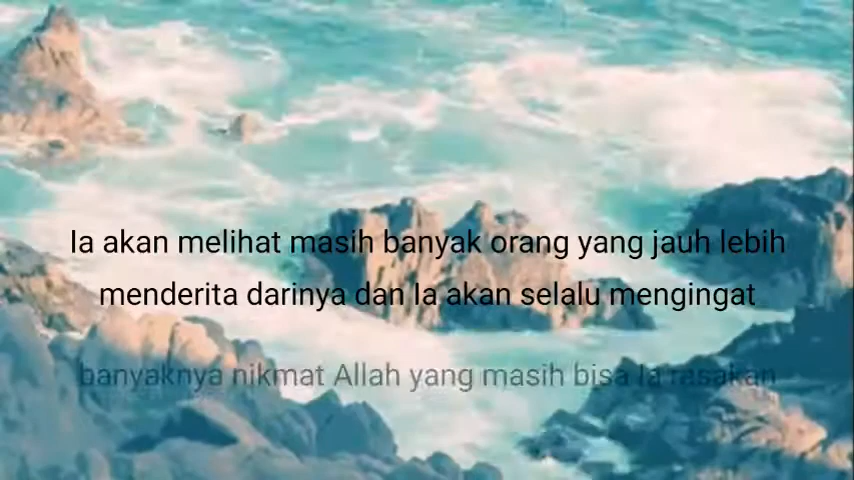 Ia akan melihat masih banyak orang yang jauh lebih
menderita darinya dan Ia akan selalu mengingat
banyaknya nikmat Allah yang masih bisa Ia rasakan